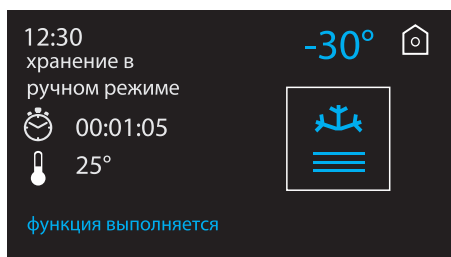 12:30
-30°
хранение в
ручном режиме
00:01:05
25°
функция выполняется